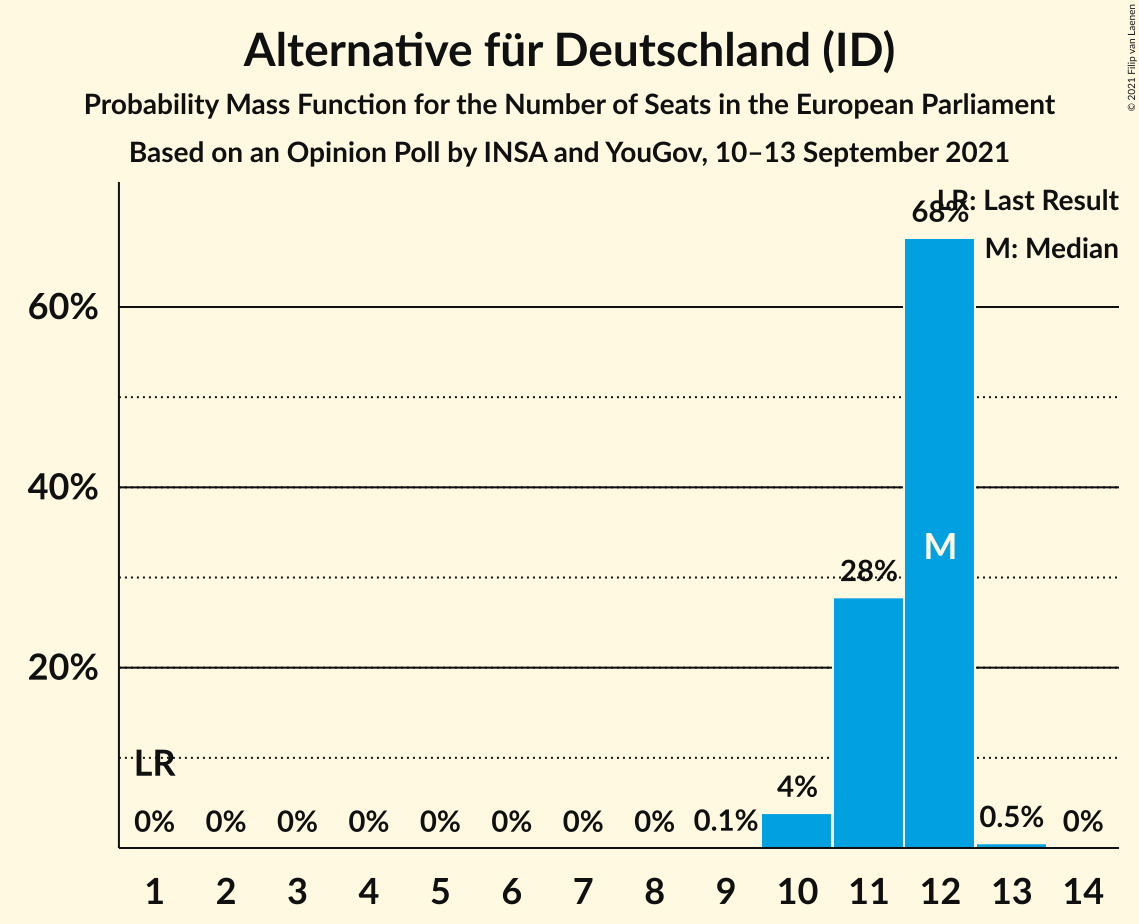 Alternative für Deutschland (ID)
Probability Mass Function for the Number of Seats in the European Parliament
Based on an Opinion Poll by INSA and YouGov, 10–13 September 2021
© 2021 Filip van Laenen
LR: Last Result
M: Median
60%
40%
20%
LR
M
0% 0% 0% 0% 0% 0% 0% 0% 0.1% 4% 28% 68% 0.5% 0%
1 2 3 4 5 6 7 8 9 10 11 12 13 14